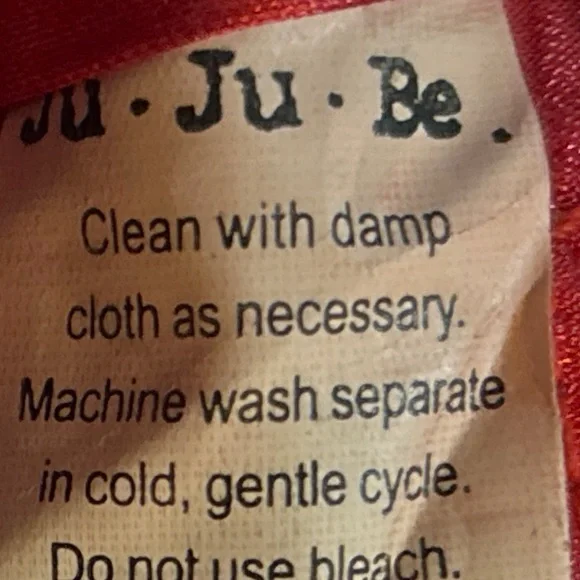 Ju · Ju · Be .
Clean with damp
cloth as necessary.
Machine wash separate
in cold, gentle cycle.
Do not use bleach.